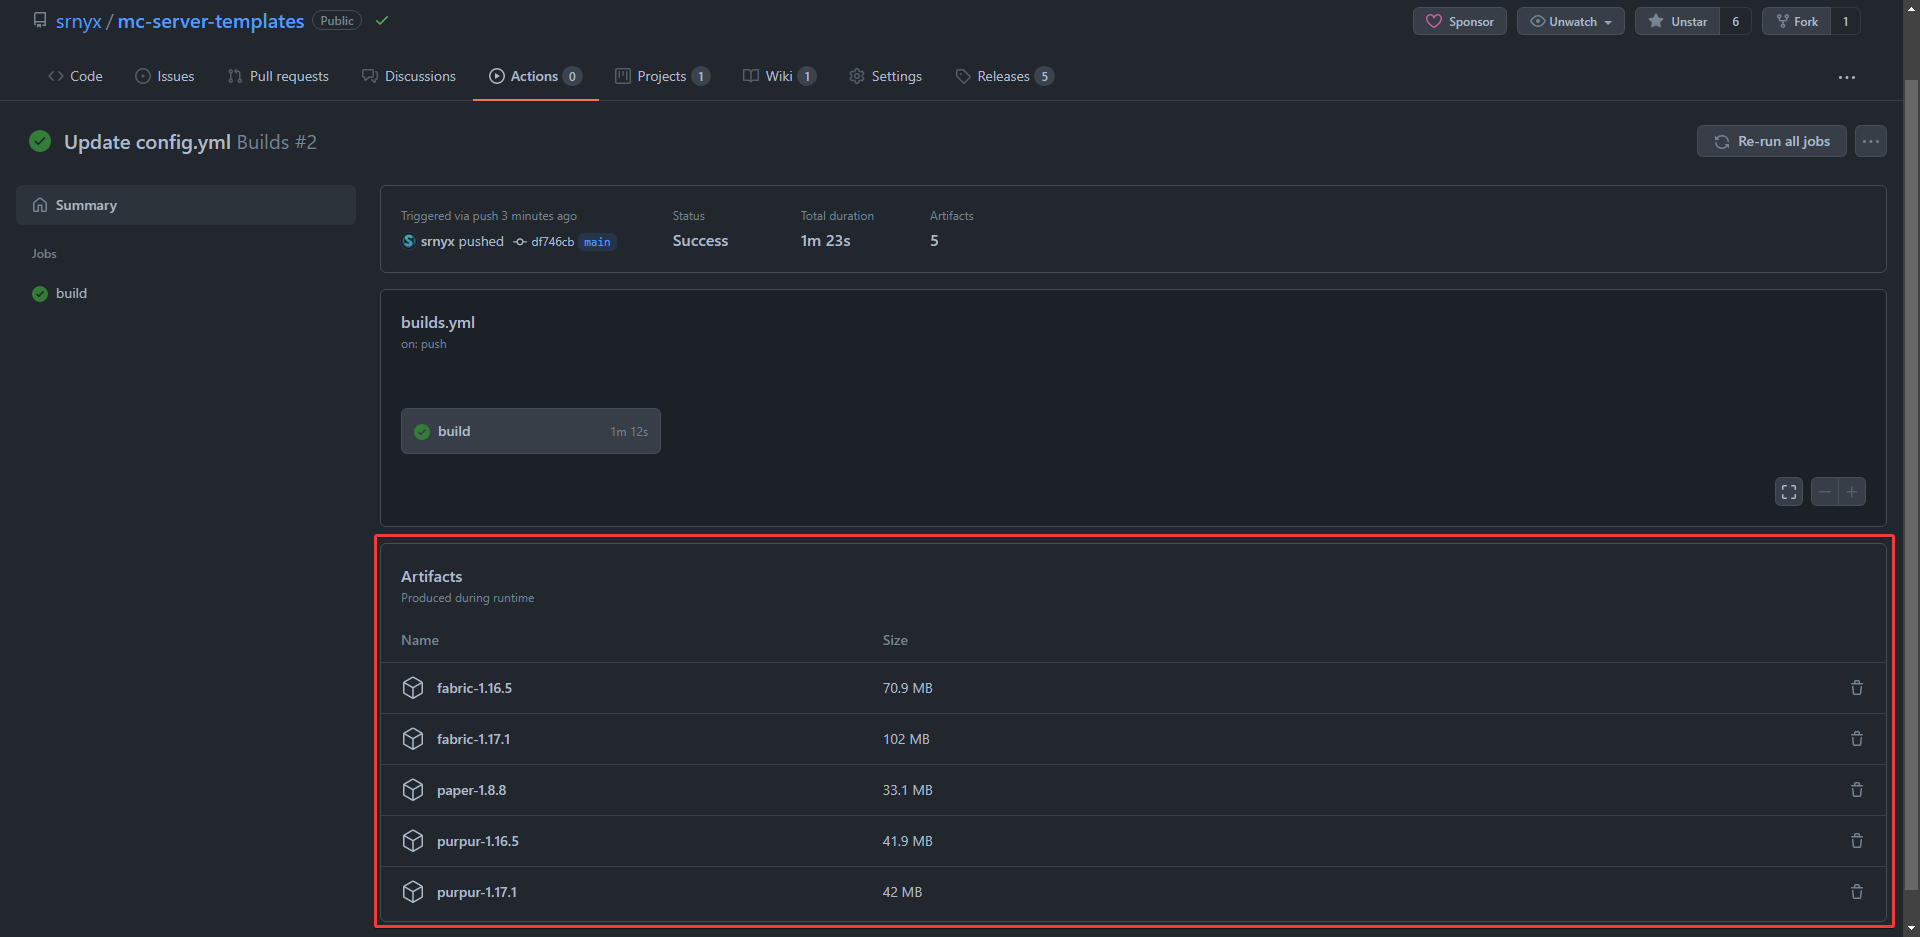 srnyx / mc-server-templates Public
Sponsor Unwatch Unstar 6 Fork 1
Code Issues Pull requests Discussions Actions 0 Projects 1 Wiki 1 Settings Releases 5
Update config.yml Builds #2
Re-run all jobs
Summary
Jobs
build
Triggered via push 3 minutes ago
srnyx pushed df746cb main
Status
Success
Total duration
1m 23s
Artifacts
5
builds.yml
on: push
build 1m 12s
Artifacts
Produced during runtime
Name Size
fabric-1.16.5 70.9 MB
fabric-1.17.1 102 MB
paper-1.8.8 33.1 MB
purpur-1.16.5 41.9 MB
purpur-1.17.1 42 MB